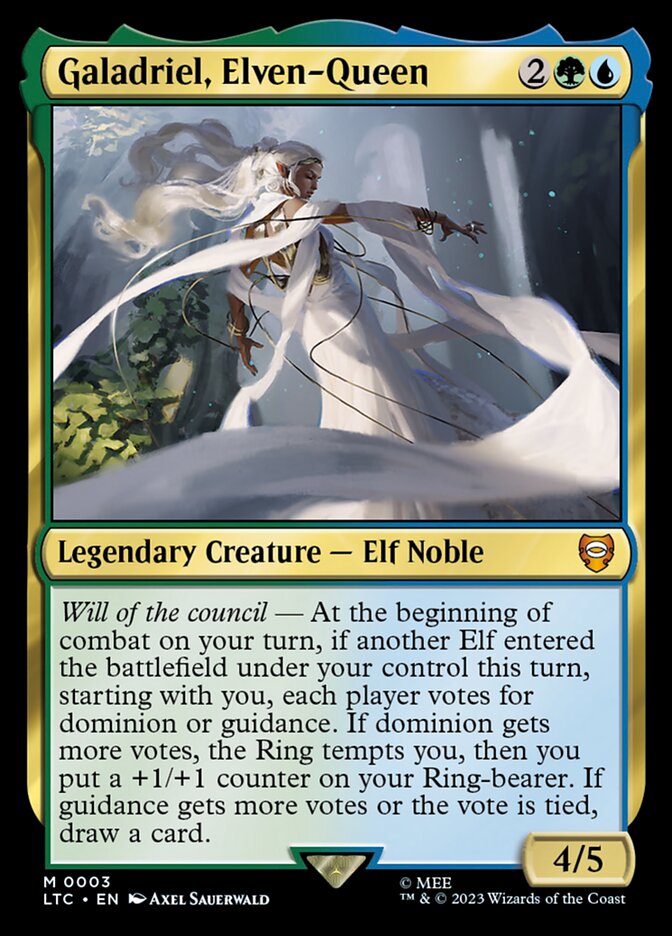 Galadriel, Elven-Queen 2
Legendary Creature — Elf Noble
Will of the council — At the beginning of
combat on your turn, if another Elf entered
the battlefield under your control this turn,
starting with you, each player votes for
dominion or guidance. If dominion gets
more votes, the Ring tempts you, then you
put a +1/+1 counter on your Ring-bearer. If
guidance gets more votes or the vote is tied,
draw a card.
4/5
M 0003
LTC • EN Axel Sauerwald
© MEE
™ & © 2023 Wizards of the Coast